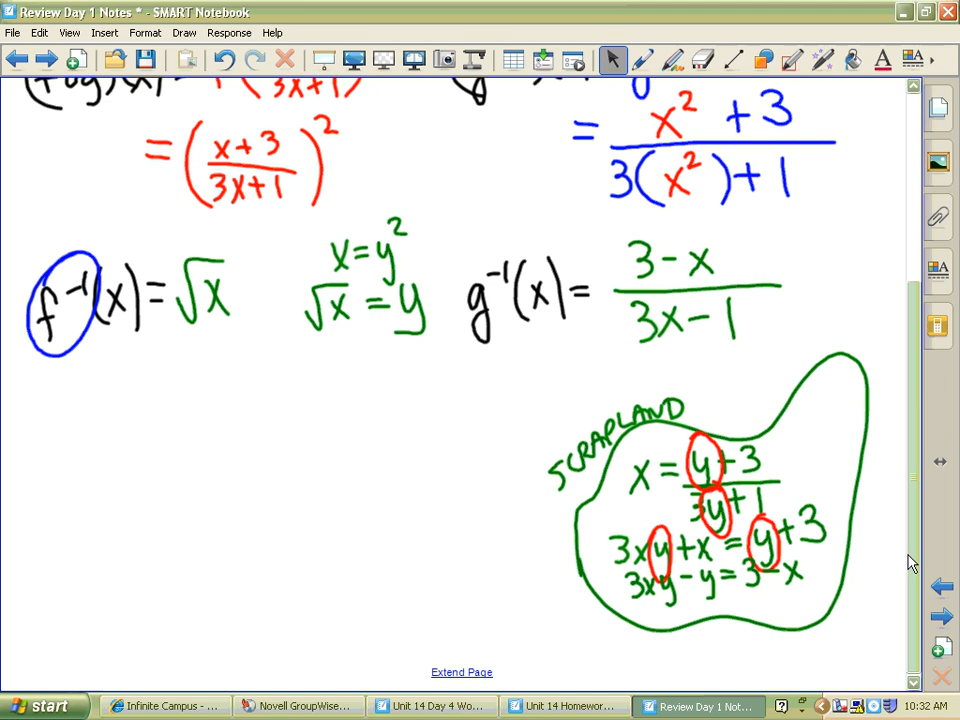 Review Day 1 Notes * - SMART Notebook
File Edit View Insert Format Draw Response Help
(3x+1)
= ((x+3)/(3x+1))²
= (x²+3)/(3(x²)+1)
f⁻¹(x) = √x
x = y²
√x = y
g⁻¹(x) = (3-x)/(3x-1)
SCRAPLAND
x = (y+3)/(3y+1)
3xy+x = y+3
3xy-y = 3-x
Extend Page
start Infinite Campus - ... Novell GroupWise... Unit 14 Day 4 Wo... Unit 14 Homewor... Review Day 1 Not... 10:32 AM